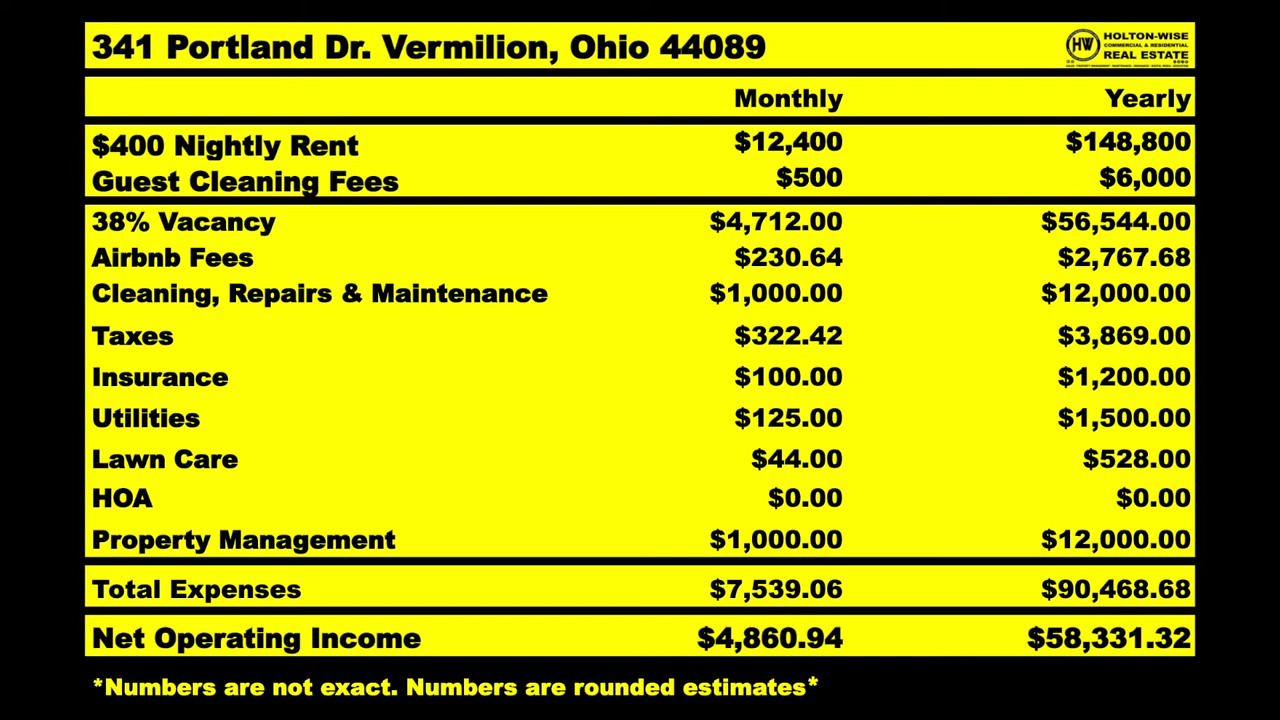 341 Portland Dr. Vermilion, Ohio 44089
HOLTON-WISE
COMMERCIAL & RESIDENTIAL
REAL ESTATE
HW
Monthly Yearly
$400 Nightly Rent $12,400 $148,800
Guest Cleaning Fees $500 $6,000
38% Vacancy $4,712.00 $56,544.00
Airbnb Fees $230.64 $2,767.68
Cleaning, Repairs & Maintenance $1,000.00 $12,000.00
Taxes $322.42 $3,869.00
Insurance $100.00 $1,200.00
Utilities $125.00 $1,500.00
Lawn Care $44.00 $528.00
HOA $0.00 $0.00
Property Management $1,000.00 $12,000.00
Total Expenses $7,539.06 $90,468.68
Net Operating Income $4,860.94 $58,331.32
*Numbers are not exact. Numbers are rounded estimates*